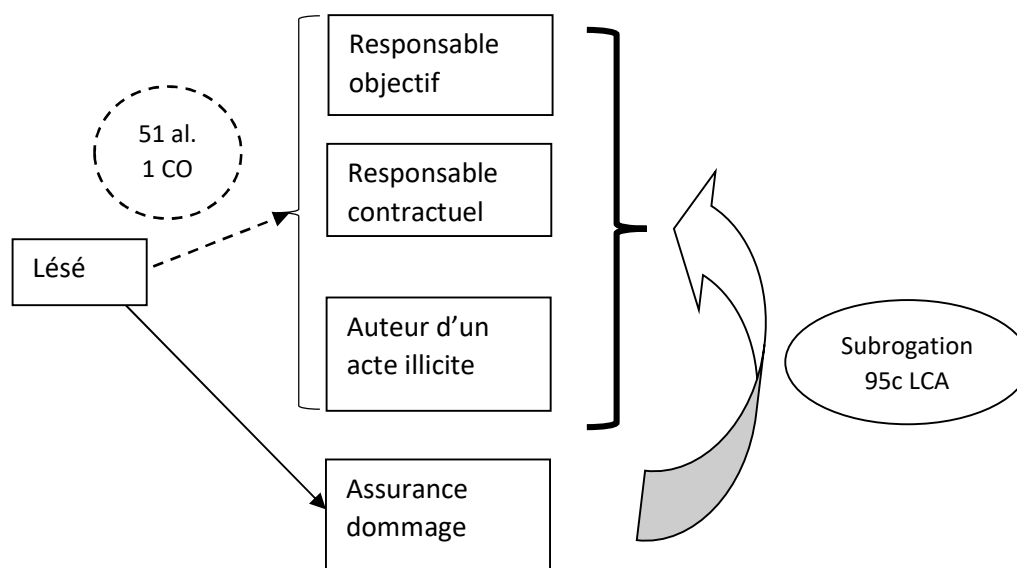 Responsable
objectif
51 al.
1 CO
Responsable
contractuel
Lésé
Auteur d’un
acte illicite
Subrogation
95c LCA
Assurance
dommage